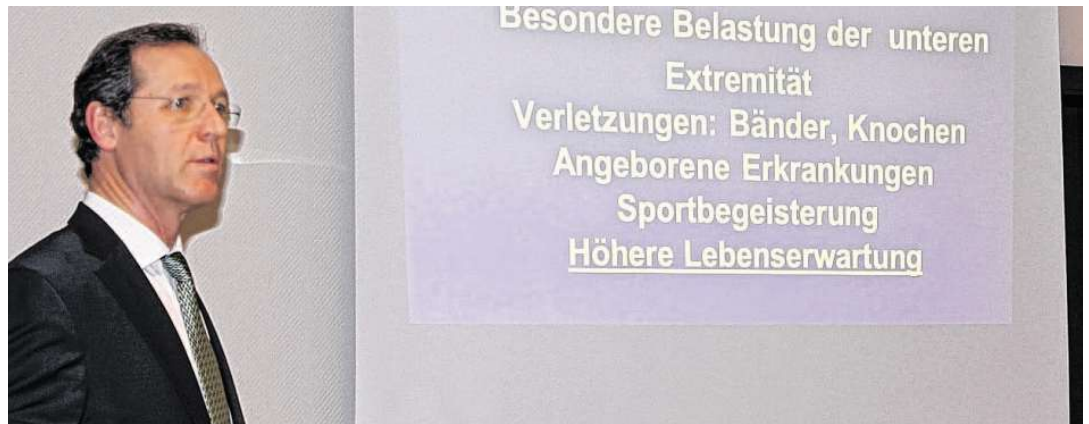 Besondere Belastung der unteren
Extremität
Verletzungen: Bänder, Knochen
Angeborene Erkrankungen
Sportbegeisterung
Höhere Lebenserwartung